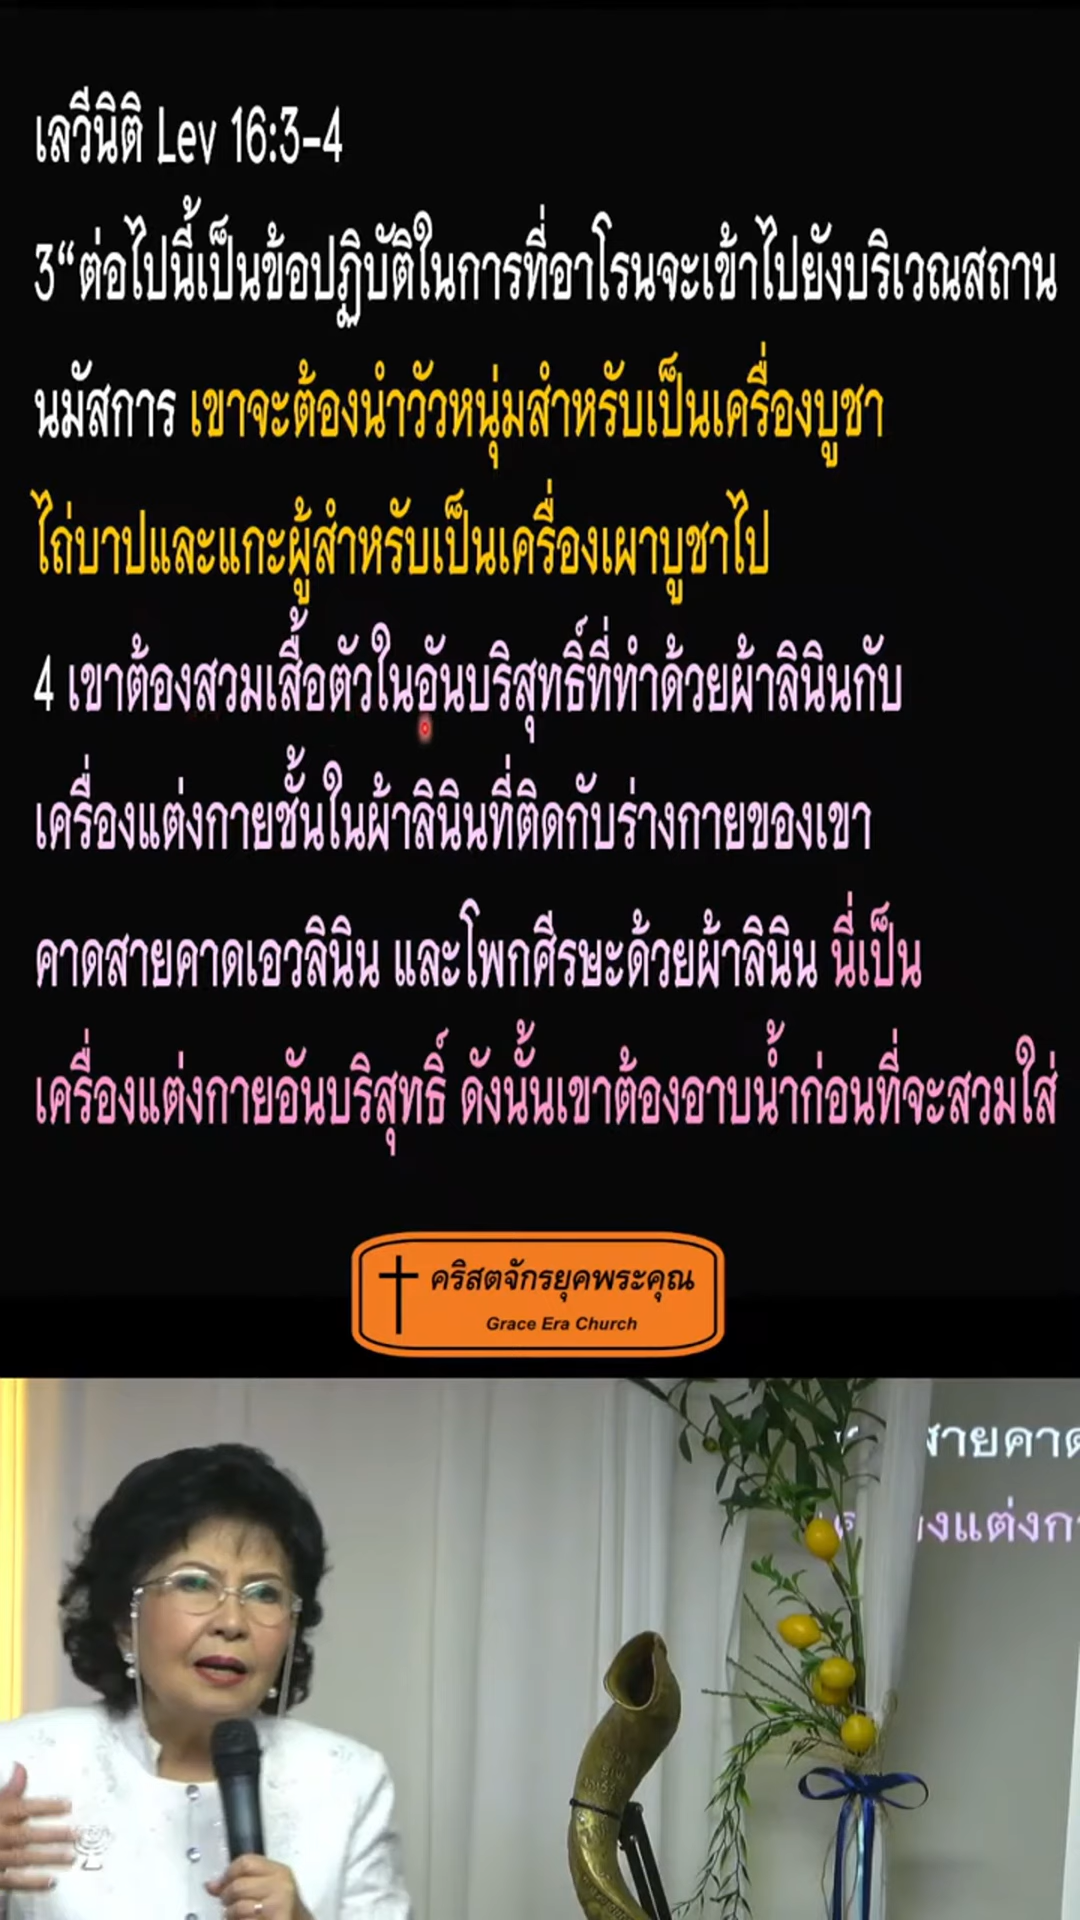 เลวีนิติ Lev 16:3-4
3“ต่อไปนี้เป็นข้อปฏิบัติในการที่อาโรนจะเข้าไปยังบริเวณสถาน
นมัสการ เขาจะต้องนำวัวหนุ่มสำหรับเป็นเครื่องบูชา
ไถ่บาปและแกะผู้สำหรับเป็นเครื่องเผาบูชาไป
4 เขาต้องสวมเสื้อตัวในอันบริสุทธิ์ที่ทำด้วยผ้าลินินกับ
เครื่องแต่งกายชั้นในผ้าลินินที่ติดกับร่างกายของเขา
คาดสายคาดเอวลินิน และโพกศีรษะด้วยผ้าลินิน นี่เป็น
เครื่องแต่งกายอันบริสุทธิ์ ดังนั้นเขาต้องอาบน้ำก่อนที่จะสวมใส่
คริสตจักรยุคพระคุณ
Grace Era Church
สายคาด
องแต่งก